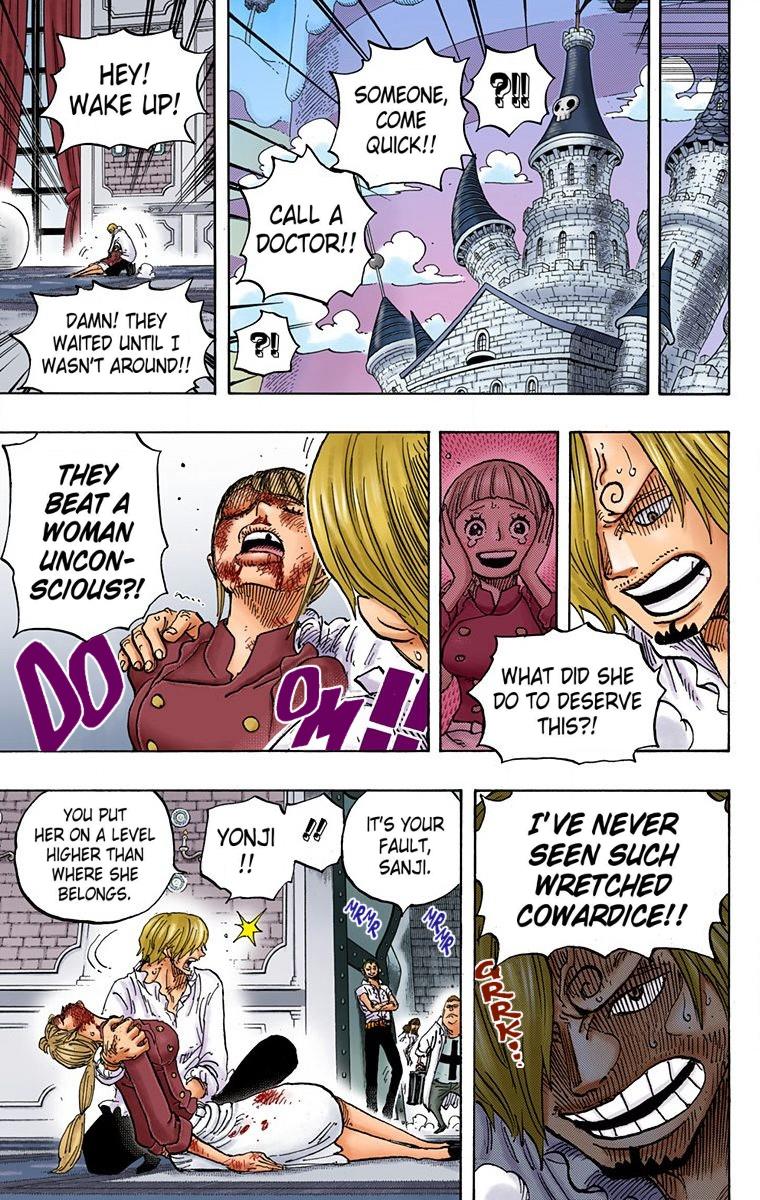 ?!!
SOMEONE,
COME
QUICK!!
CALL A
DOCTOR!!
?!
HEY!
WAKE UP!
DAMN! THEY
WAITED UNTIL I
WASN'T AROUND!!
WHAT DID SHE
DO TO DESERVE
THIS?!
THEY
BEAT A
WOMAN
UNCON-
SCIOUS?!
DOOM!!
I'VE NEVER
SEEN SUCH
WRETCHED
COWARDICE!!
GRRK...
IT'S YOUR
FAULT,
SANJI.
MRMR
MRMR
!!
YONJI
!!
YOU PUT
HER ON A LEVEL
HIGHER THAN
WHERE SHE
BELONGS.